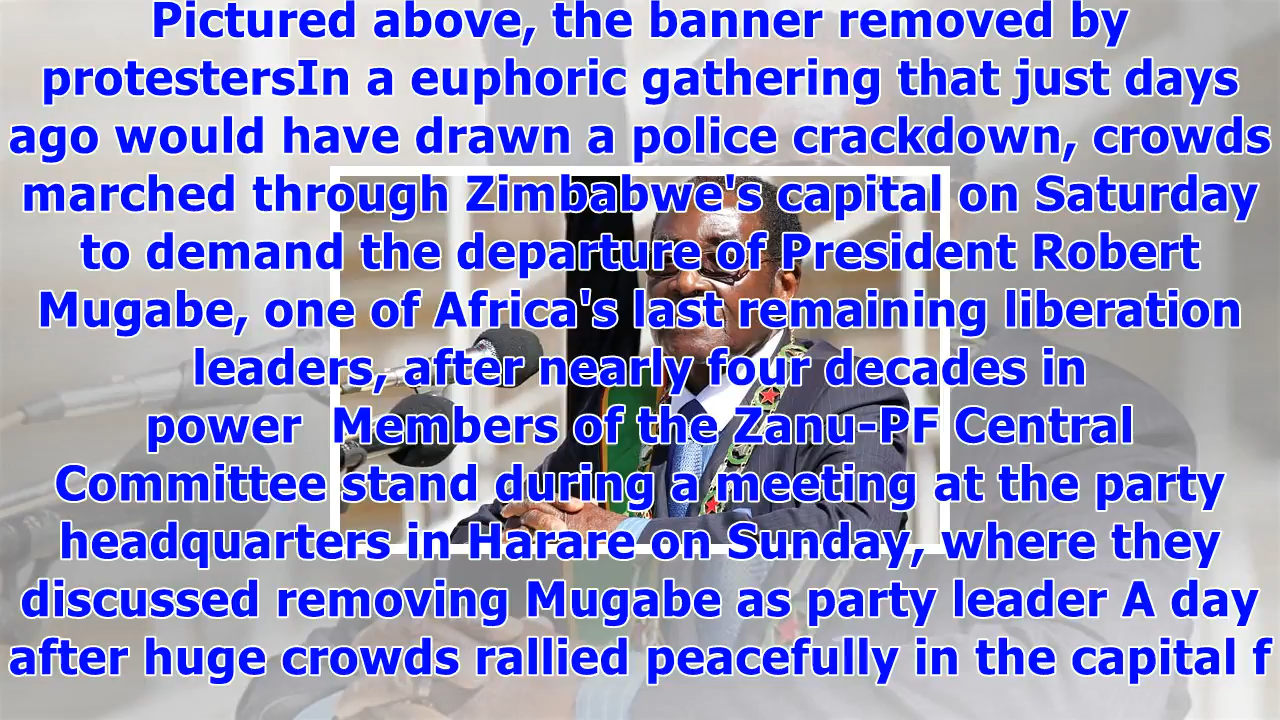 Pictured above, the banner removed by
protestersIn a euphoric gathering that just days
ago would have drawn a police crackdown, crowds
marched through Zimbabwe's capital on Saturday
to demand the departure of President Robert
Mugabe, one of Africa's last remaining liberation
leaders, after nearly four decades in
power  Members of the Zanu-PF Central
Committee stand during a meeting at the party
headquarters in Harare on Sunday, where they
discussed removing Mugabe as party leader A day
after huge crowds rallied peacefully in the capital f